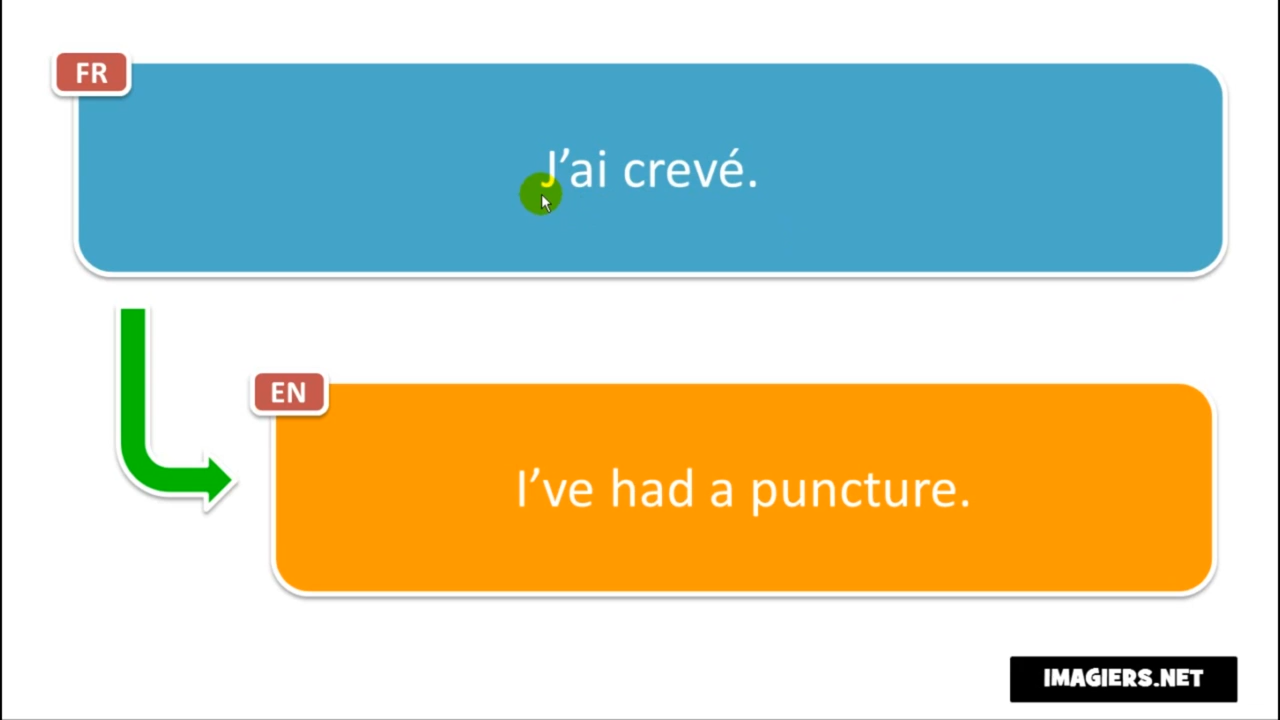 FR
J’ai crevé.
EN
I’ve had a puncture.
IMAGIERS.NET